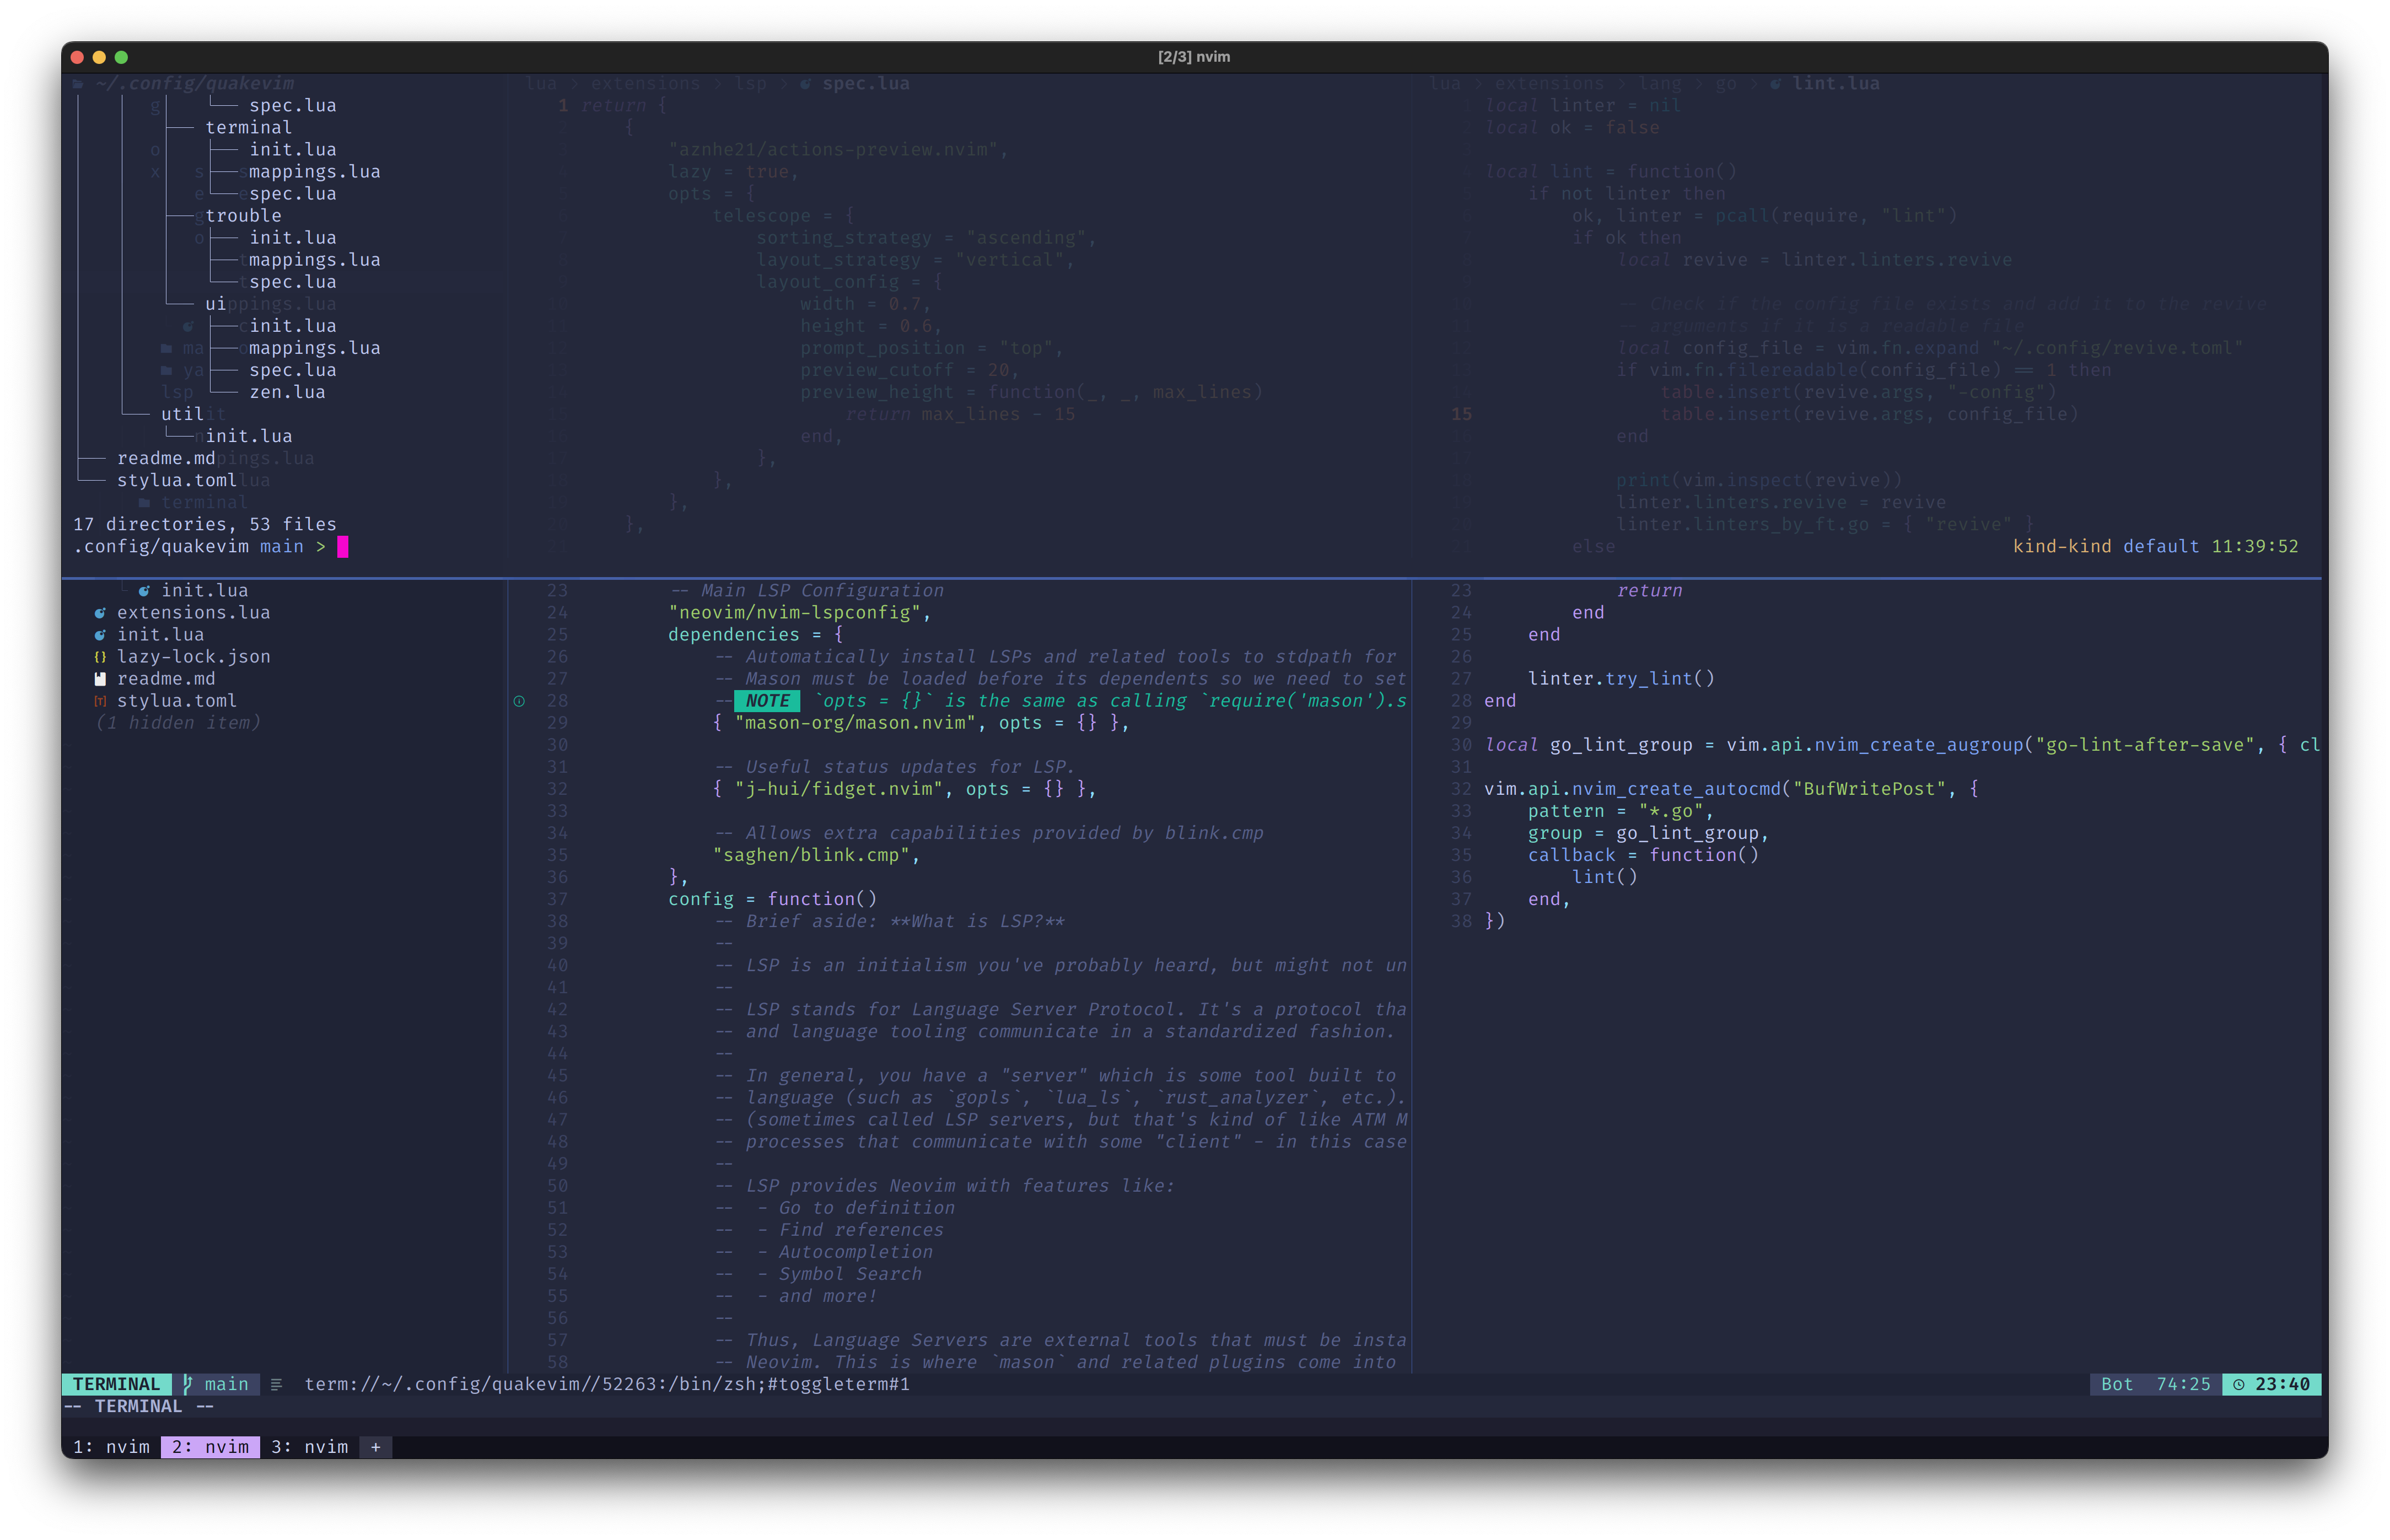 [2/3] nvim
~/.config/quakevim
spec.lua
terminal
init.lua
mappings.lua
spec.lua
trouble
init.lua
mappings.lua
spec.lua
ui
init.lua
mappings.lua
spec.lua
zen.lua
util
init.lua
readme.md
stylua.toml
terminal
17 directories, 53 files
.config/quakevim main >
kind-kind default 11:39:52
lua > extensions > lsp > spec.lua
1 return {
{
"aznhe21/actions-preview.nvim",
lazy = true,
opts = {
telescope = {
sorting_strategy = "ascending",
layout_strategy = "vertical",
layout_config = {
width = 0.7,
height = 0.6,
prompt_position = "top",
preview_cutoff = 20,
preview_height = function(_, _, max_lines)
return max_lines - 15
end,
},
},
},
},
lua > extensions > lang > go > lint.lua
local linter = nil
local ok = false
local lint = function()
if not linter then
ok, linter = pcall(require, "lint")
if ok then
local revive = linter.linters.revive
-- Check if the config file exists and add it to the revive
-- arguments if it is a readable file
local config_file = vim.fn.expand "~/.config/revive.toml"
if vim.fn.filereadable(config_file) == 1 then
table.insert(revive.args, "-config")
15 table.insert(revive.args, config_file)
end
print(vim.inspect(revive))
linter.linters.revive = revive
linter.linters_by_ft.go = { "revive" }
else
init.lua
extensions.lua
init.lua
{} lazy-lock.json
readme.md
[T] stylua.toml
(1 hidden item)
23 -- Main LSP Configuration
24 "neovim/nvim-lspconfig",
25 dependencies = {
26 -- Automatically install LSPs and related tools to stdpath for
27 -- Mason must be loaded before its dependents so we need to set
28 -- NOTE `opts = {}` is the same as calling `require('mason').s
29 { "mason-org/mason.nvim", opts = {} },
30
31 -- Useful status updates for LSP.
32 { "j-hui/fidget.nvim", opts = {} },
33
34 -- Allows extra capabilities provided by blink.cmp
35 "saghen/blink.cmp",
36 },
37 config = function()
38 -- Brief aside: **What is LSP?**
39 --
40 -- LSP is an initialism you've probably heard, but might not un
41 --
42 -- LSP stands for Language Server Protocol. It's a protocol tha
43 -- and language tooling communicate in a standardized fashion.
44 --
45 -- In general, you have a "server" which is some tool built to
46 -- language (such as `gopls`, `lua_ls`, `rust_analyzer`, etc.).
47 -- (sometimes called LSP servers, but that's kind of like ATM M
48 -- processes that communicate with some "client" - in this case
49 --
50 -- LSP provides Neovim with features like:
51 -- - Go to definition
52 -- - Find references
53 -- - Autocompletion
54 -- - Symbol Search
55 -- - and more!
56 --
57 -- Thus, Language Servers are external tools that must be insta
58 -- Neovim. This is where `mason` and related plugins come into
23 return
24 end
25 end
26
27 linter.try_lint()
28 end
29
30 local go_lint_group = vim.api.nvim_create_augroup("go-lint-after-save", { cl
31
32 vim.api.nvim_create_autocmd("BufWritePost", {
33 pattern = "*.go",
34 group = go_lint_group,
35 callback = function()
36 lint()
37 end,
38 })
TERMINAL main term://~/.config/quakevim//52263:/bin/zsh;#toggleterm#1 Bot 74:25 23:40
-- TERMINAL --
1: nvim 2: nvim 3: nvim +